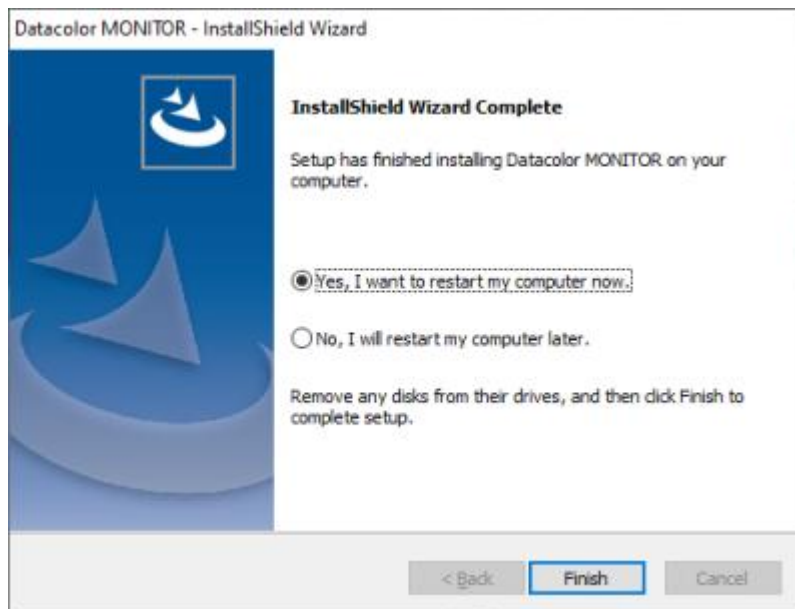 Datacolor MONITOR - InstallShield Wizard
InstallShield Wizard Complete
Setup has finished installing Datacolor MONITOR on your
computer.
Yes, I want to restart my computer now.
No, I will restart my computer later.
Remove any disks from their drives, and then click Finish to
complete setup.
< Back
Finish
Cancel